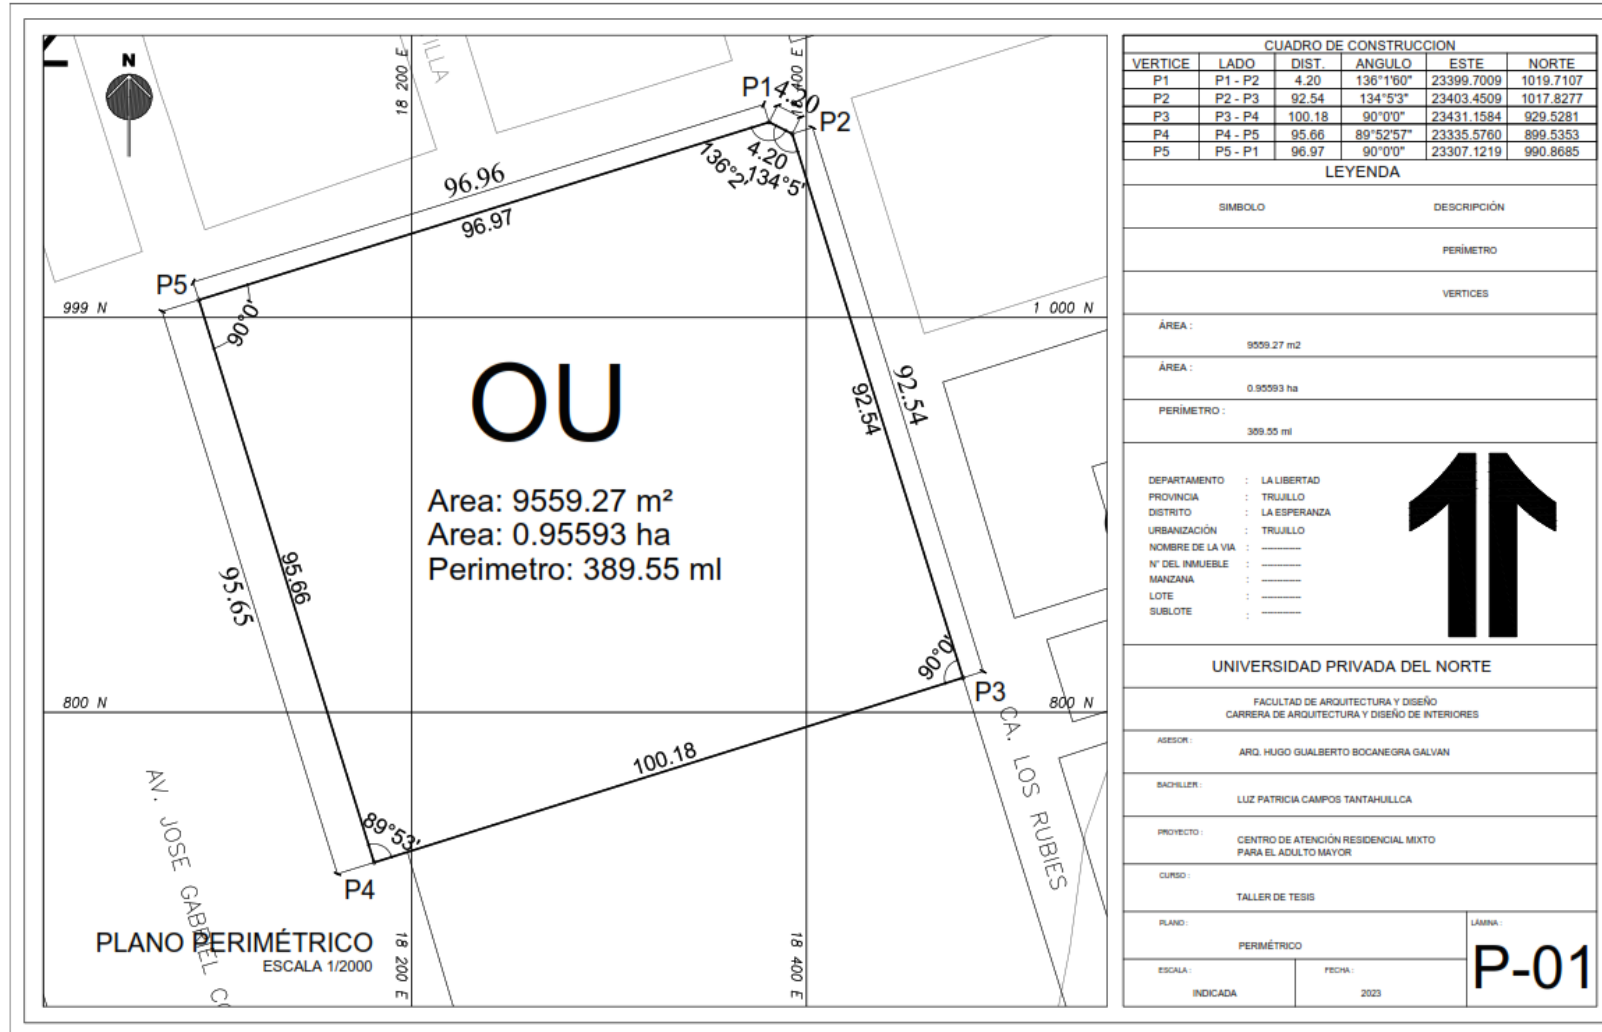 N
18 200 E
ILLA
18 400 E
P1
4.20
P2
4.20
136°2'
134°5'
96.96
96.97
P5
999 N
1 000 N
90°0'
OU
92.54
92.54
Area: 9559.27 m²
Area: 0.95593 ha
Perimetro: 389.55 ml
95.66
95.65
90°0'
P3
800 N
800 N
100.18
CA. LOS RUBIES
89°53'
P4
AV. JOSE GABRIEL CO
PLANO PERIMÉTRICO
ESCALA 1/2000
18 200 E
18 400 E
CUADRO DE CONSTRUCCION
VERTICE LADO DIST. ANGULO ESTE NORTE
P1 P1 - P2 4.20 136°1'60" 23399.7009 1019.7107
P2 P2 - P3 92.54 134°5'3" 23403.4509 1017.8277
P3 P3 - P4 100.18 90°0'0" 23431.1584 929.5281
P4 P4 - P5 95.66 89°52'57" 23335.5760 899.5353
P5 P5 - P1 96.97 90°0'0" 23307.1219 990.8685
LEYENDA
SIMBOLO DESCRIPCIÓN
PERÍMETRO
VERTICES
ÁREA :
9559.27 m2
ÁREA :
0.95593 ha
PERÍMETRO :
389.55 ml
DEPARTAMENTO : LA LIBERTAD
PROVINCIA : TRUJILLO
DISTRITO : LA ESPERANZA
URBANIZACIÓN : TRUJILLO
NOMBRE DE LA VIA : -------------
N° DEL INMUEBLE : -------------
MANZANA : -------------
LOTE : -------------
SUBLOTE : -------------
UNIVERSIDAD PRIVADA DEL NORTE
FACULTAD DE ARQUITECTURA Y DISEÑO
CARRERA DE ARQUITECTURA Y DISEÑO DE INTERIORES
ASESOR :
ARQ. HUGO GUALBERTO BOCANEGRA GALVAN
BACHILLER :
LUZ PATRICIA CAMPOS TANTAHUILLCA
PROYECTO :
CENTRO DE ATENCIÓN RESIDENCIAL MIXTO
PARA EL ADULTO MAYOR
CURSO :
TALLER DE TESIS
PLANO :
PERIMÉTRICO
LÁMINA :
P-01
ESCALA :
INDICADA
FECHA :
2023